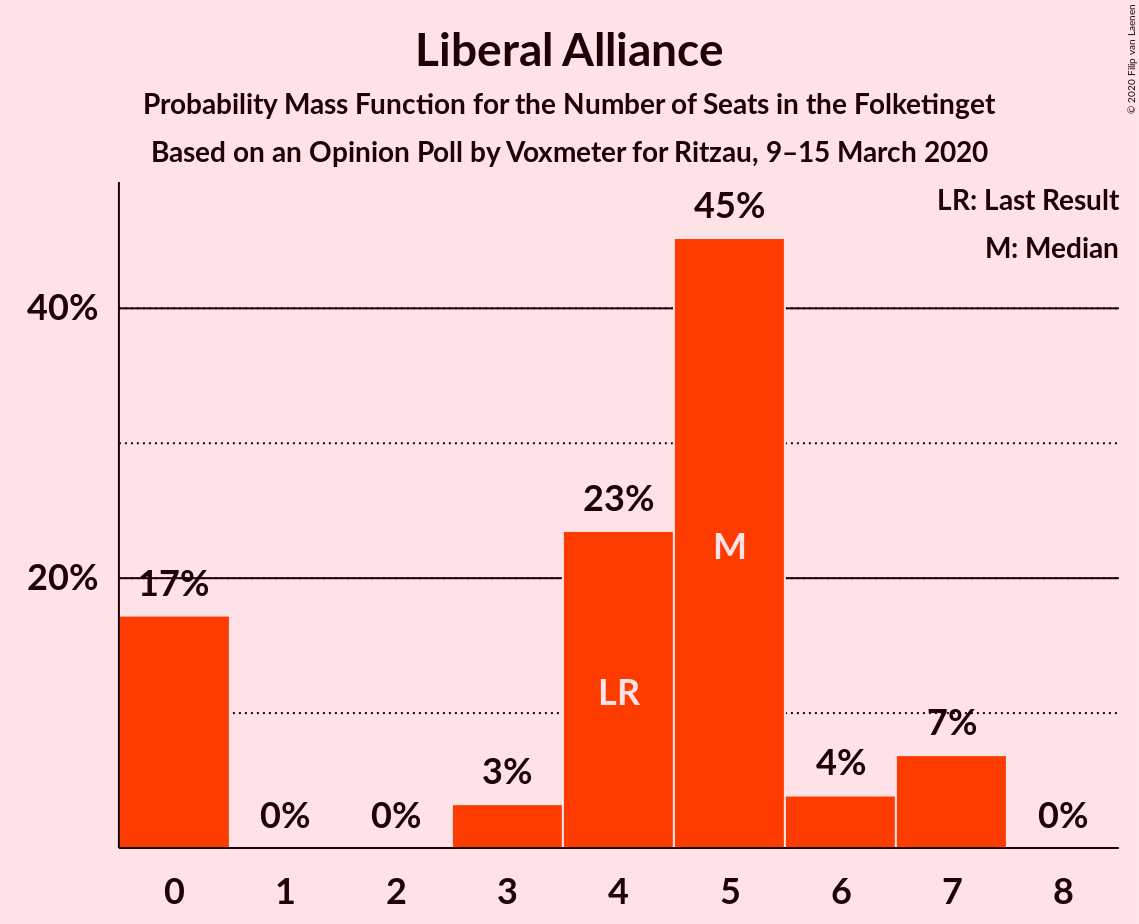 Liberal Alliance
Probability Mass Function for the Number of Seats in the Folketinget
Based on an Opinion Poll by Voxmeter for Ritzau, 9–15 March 2020
© 2020 Filip van Laenen
LR: Last Result
M: Median
45%
40%
23%
M
20%
17%
LR
7%
4%
3%
0%
0%
0%
0 1 2 3 4 5 6 7 8